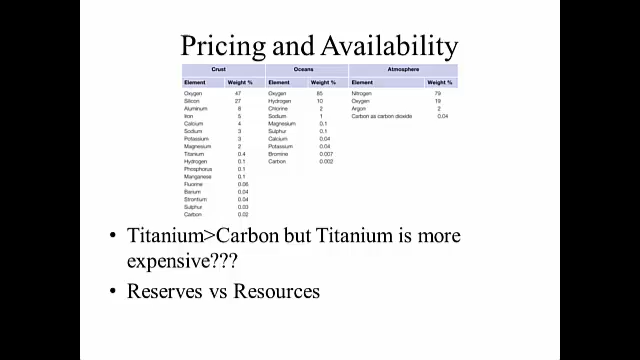 Pricing and Availability
Crust Oceans Atmosphere
Element Weight % Element Weight % Element Weight %
Oxygen 47 Oxygen 85 Nitrogen 79
Silicon 27 Hydrogen 10 Oxygen 19
Aluminum 8 Chlorine 2 Argon 2
Iron 5 Sodium 1 Carbon as carbon dioxide 0.04
Calcium 4 Magnesium 0.1
Sodium 3 Sulphur 0.1
Potassium 3 Calcium 0.04
Magnesium 2 Potassium 0.04
Titanium 0.4 Bromine 0.007
Hydrogen 0.1 Carbon 0.002
Phosphorus 0.1
Manganese 0.1
Fluorine 0.06
Barium 0.04
Strontium 0.04
Sulphur 0.03
Carbon 0.02
• Titanium>Carbon but Titanium is more
expensive???
• Reserves vs Resources